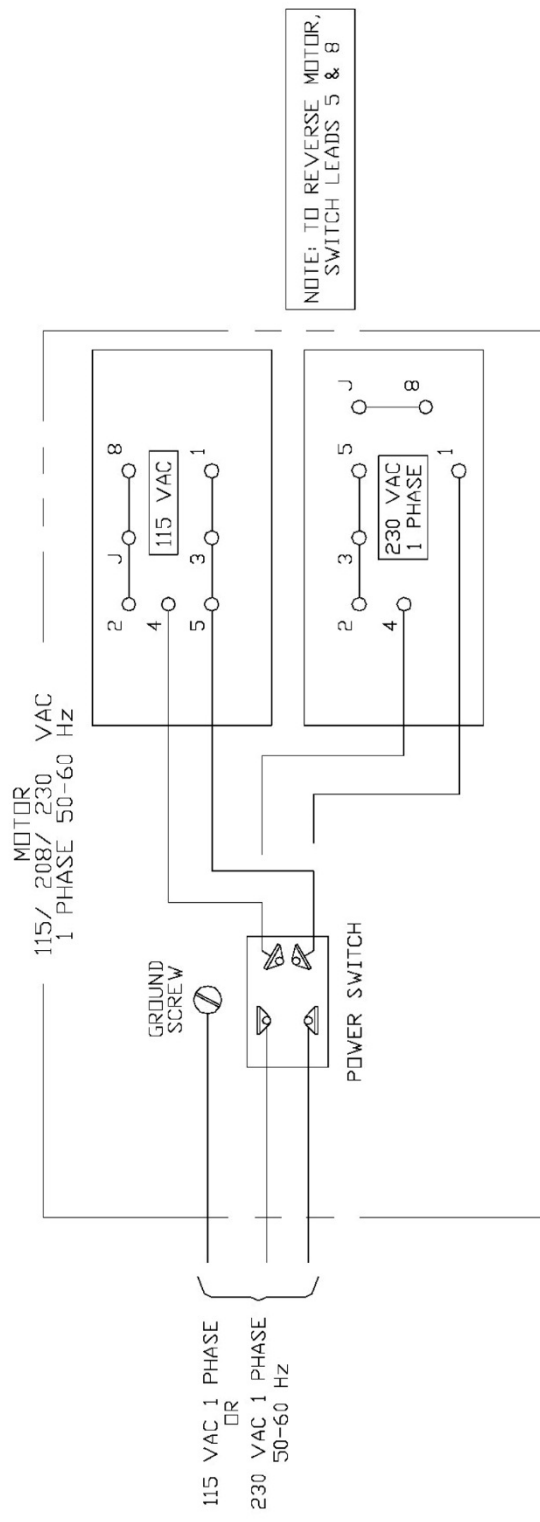 MOTOR
115/ 208/ 230 VAC
1 PHASE 50-60 Hz
115 VAC 1 PHASE
OR
230 VAC 1 PHASE
50-60 Hz
GROUND
SCREW
POWER SWITCH
2 J 8
4
115 VAC
5 3 1
2 3 5 J
4
230 VAC
1 PHASE
8
1
NOTE: TO REVERSE MOTOR,
SWITCH LEADS 5 & 8